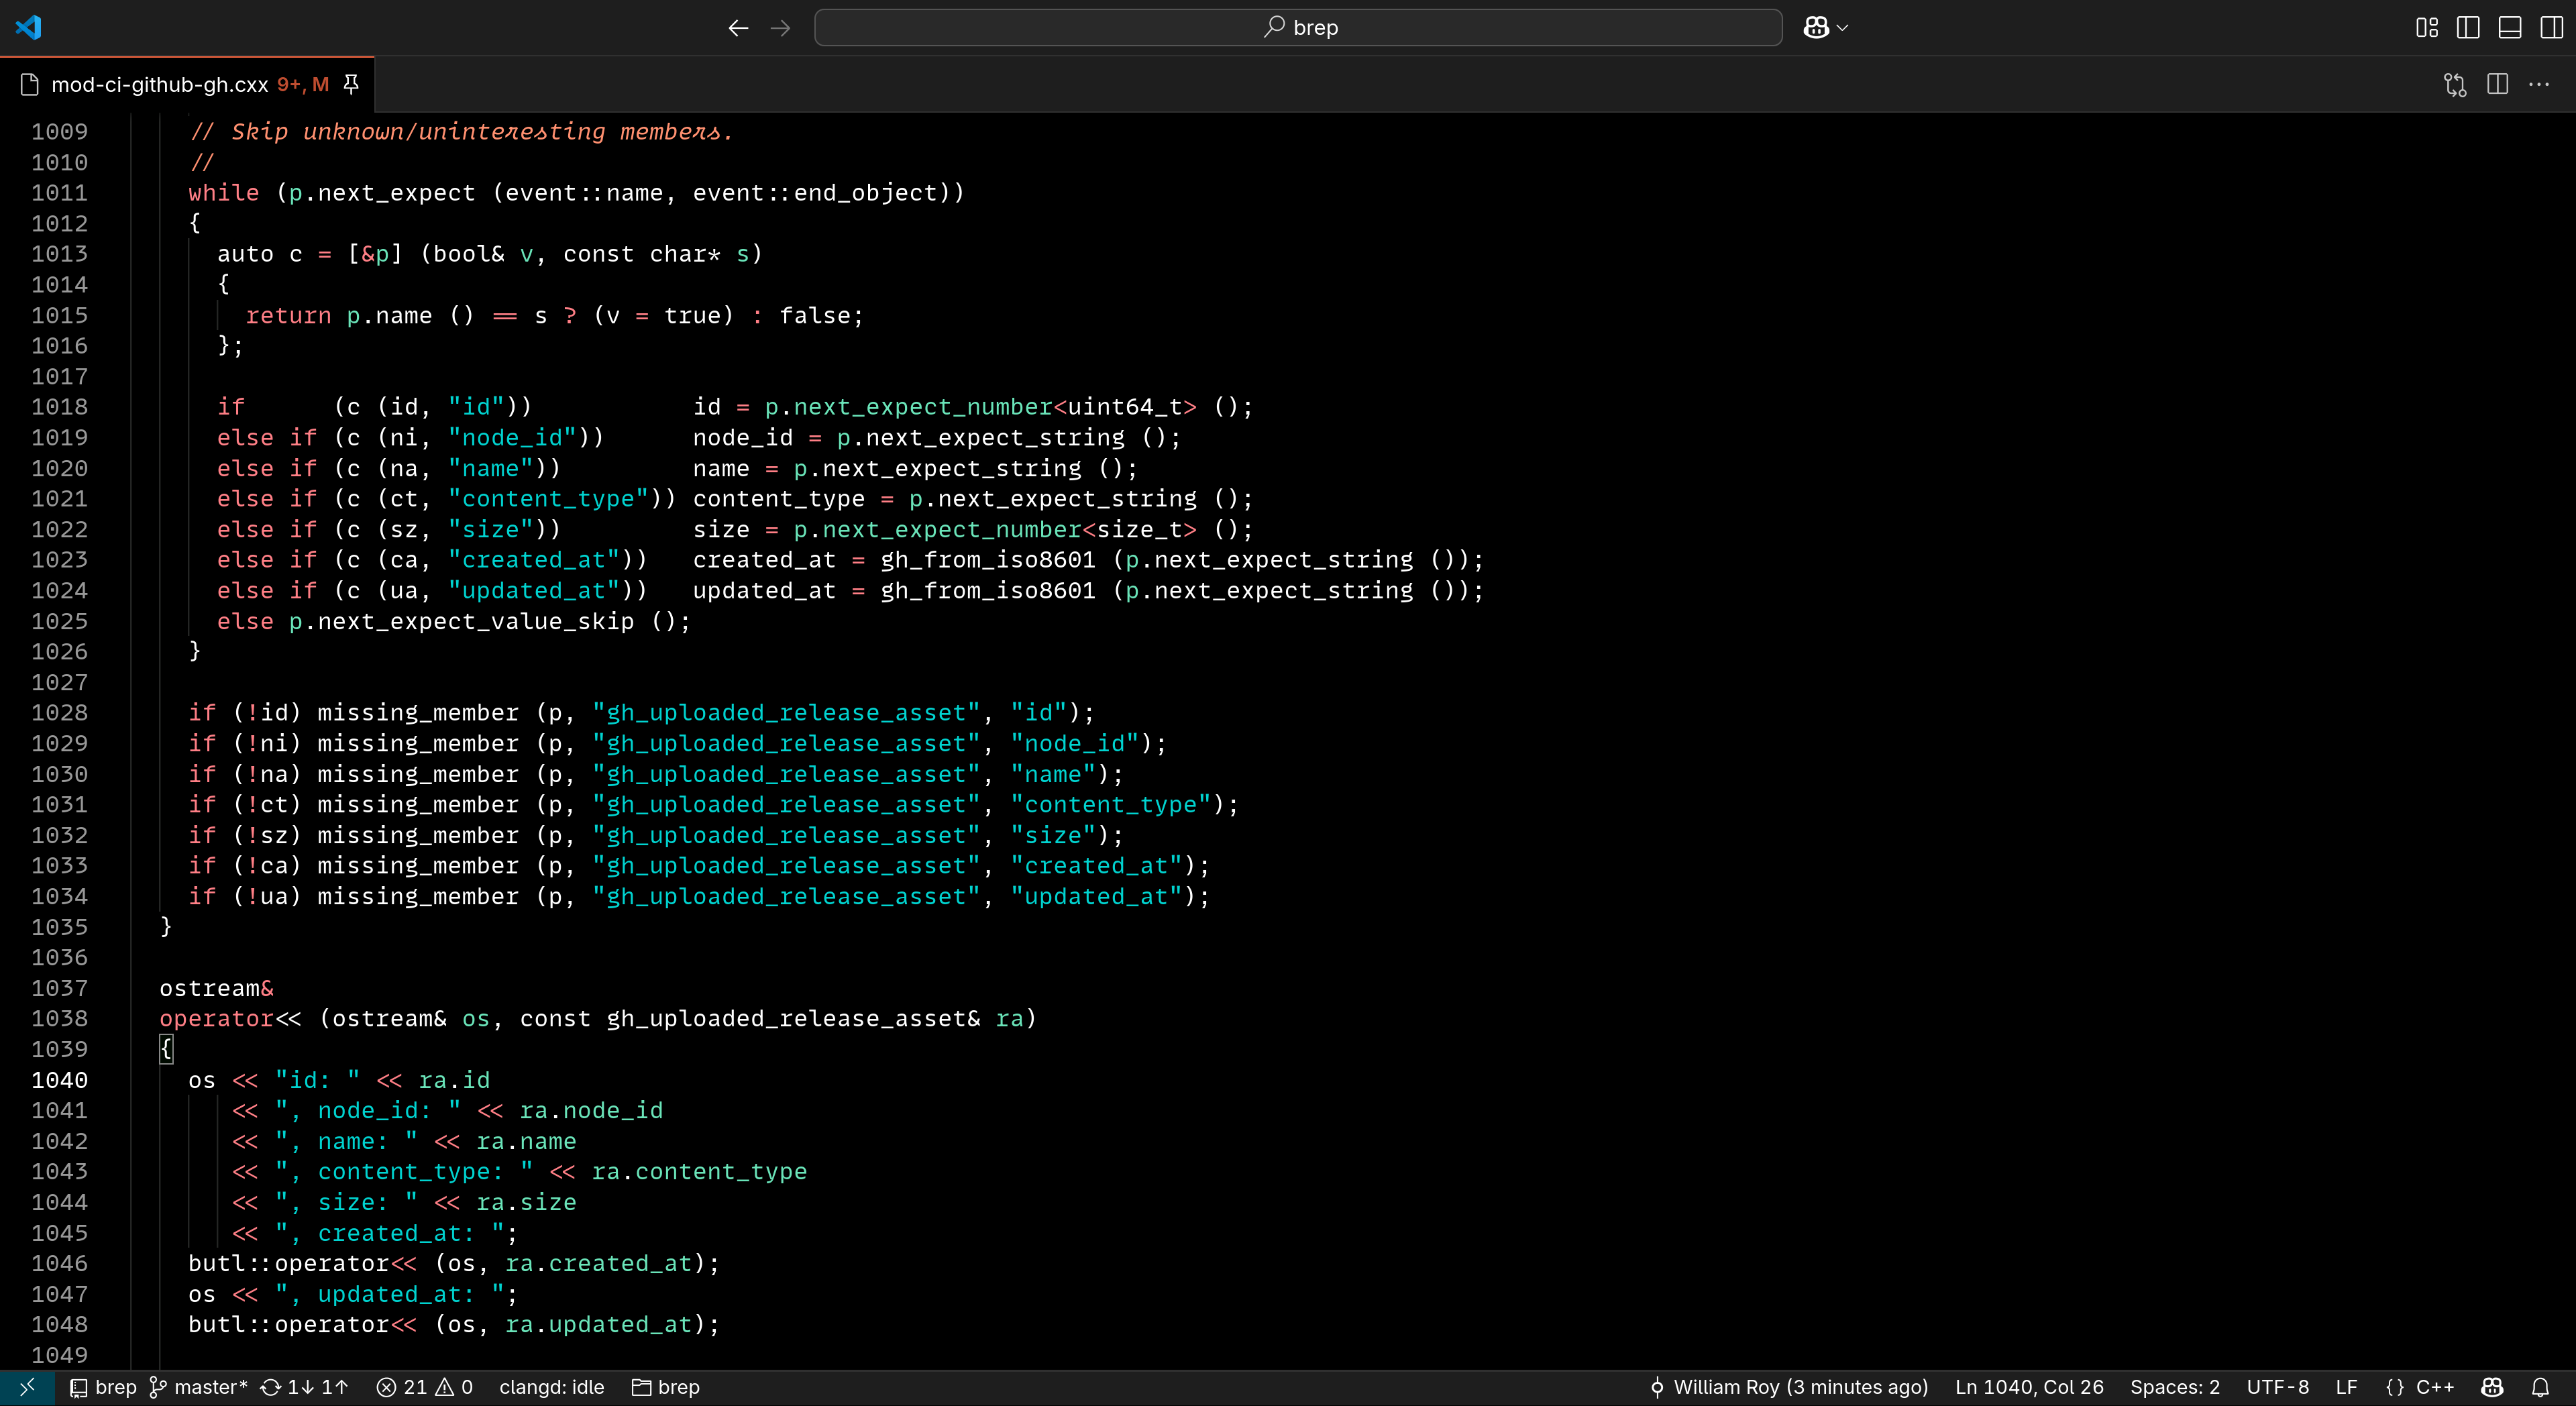 brep
mod-ci-github-gh.cxx 9+, M
1009 // Skip unknown/uninteresting members.
1010 //
1011 while (p.next_expect (event::name, event::end_object))
1012 {
1013 auto c = [&p] (bool& v, const char* s)
1014 {
1015 return p.name () == s ? (v = true) : false;
1016 };
1017
1018 if (c (id, "id")) id = p.next_expect_number<uint64_t> ();
1019 else if (c (ni, "node_id")) node_id = p.next_expect_string ();
1020 else if (c (na, "name")) name = p.next_expect_string ();
1021 else if (c (ct, "content_type")) content_type = p.next_expect_string ();
1022 else if (c (sz, "size")) size = p.next_expect_number<size_t> ();
1023 else if (c (ca, "created_at")) created_at = gh_from_iso8601 (p.next_expect_string ());
1024 else if (c (ua, "updated_at")) updated_at = gh_from_iso8601 (p.next_expect_string ());
1025 else p.next_expect_value_skip ();
1026 }
1027
1028 if (!id) missing_member (p, "gh_uploaded_release_asset", "id");
1029 if (!ni) missing_member (p, "gh_uploaded_release_asset", "node_id");
1030 if (!na) missing_member (p, "gh_uploaded_release_asset", "name");
1031 if (!ct) missing_member (p, "gh_uploaded_release_asset", "content_type");
1032 if (!sz) missing_member (p, "gh_uploaded_release_asset", "size");
1033 if (!ca) missing_member (p, "gh_uploaded_release_asset", "created_at");
1034 if (!ua) missing_member (p, "gh_uploaded_release_asset", "updated_at");
1035 }
1036
1037 ostream&
1038 operator<< (ostream& os, const gh_uploaded_release_asset& ra)
1039 {
1040 os << "id: " << ra.id
1041 << ", node_id: " << ra.node_id
1042 << ", name: " << ra.name
1043 << ", content_type: " << ra.content_type
1044 << ", size: " << ra.size
1045 << ", created_at: ";
1046 butl::operator<< (os, ra.created_at);
1047 os << ", updated_at: ";
1048 butl::operator<< (os, ra.updated_at);
1049
brep master* 1↓ 1↑ 21 0 clangd: idle brep William Roy (3 minutes ago) Ln 1040, Col 26 Spaces: 2 UTF-8 LF {} C++